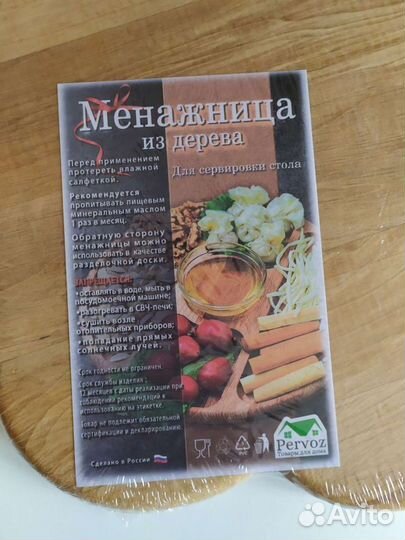 Менажница
из дерева
Для сервировки стола
Перед применением
протереть влажной
салфеткой.
Рекомендуется
пропитывать пищевым
минеральным маслом
1 раз в месяц.
Обратную сторону
менажницы можно
использовать в качестве
разделочной доски.
ЗАПРЕЩАЕТСЯ:
•оставлять в воде, мыть в
посудомоечной машине;
•разогревать в СВЧ-печи;
•сушить возле
отопительных приборов;
•попадание прямых
солнечных лучей.
Срок годности не ограничен.
Срок службы изделия :
12 месяцев с даты реализации при
соблюдении рекомендации к
использованию на этикетке.
Товар не подлежит обязательной
сертификации и декларированию
Сделано в России
PVC
Pervoz
Товары для дома
Avito